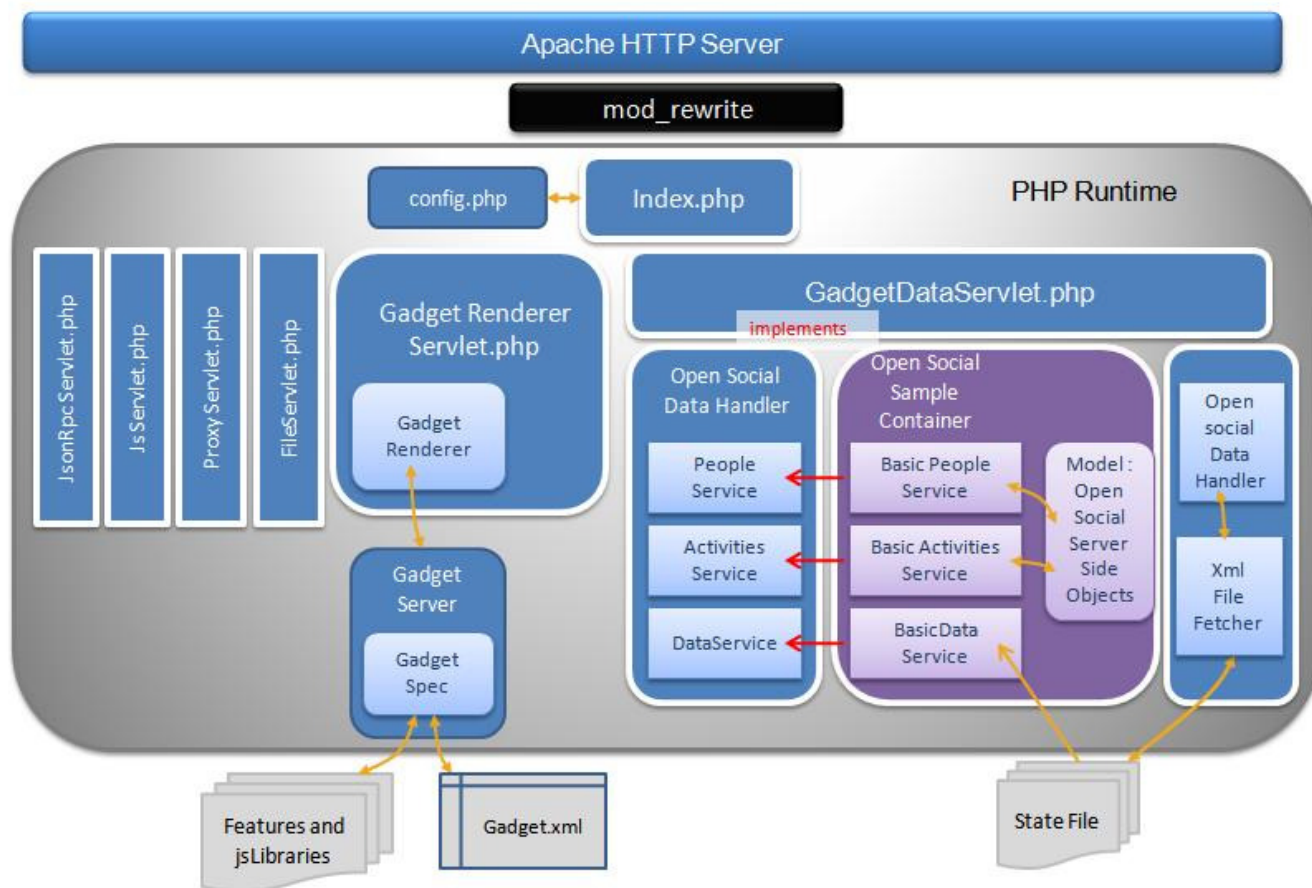 Apache HTTP Server
mod_rewrite
PHP Runtime
config.php
Index.php
JsonRpcServlet.php
JsServlet.php
ProxyServlet.php
FileServlet.php
Gadget Renderer
Servlet.php
Gadget
Renderer
Gadget
Server
Gadget
Spec
Features and
jsLibraries
Gadget.xml
GadgetDataServlet.php
implements
Open Social
Data Handler
People
Service
Activities
Service
DataService
Open Social
Sample
Container
Basic People
Service
Basic Activities
Service
BasicData
Service
Model :
Open
Social
Server
Side
Objects
Open
social
Data
Handler
Xml
File
Fetcher
State File